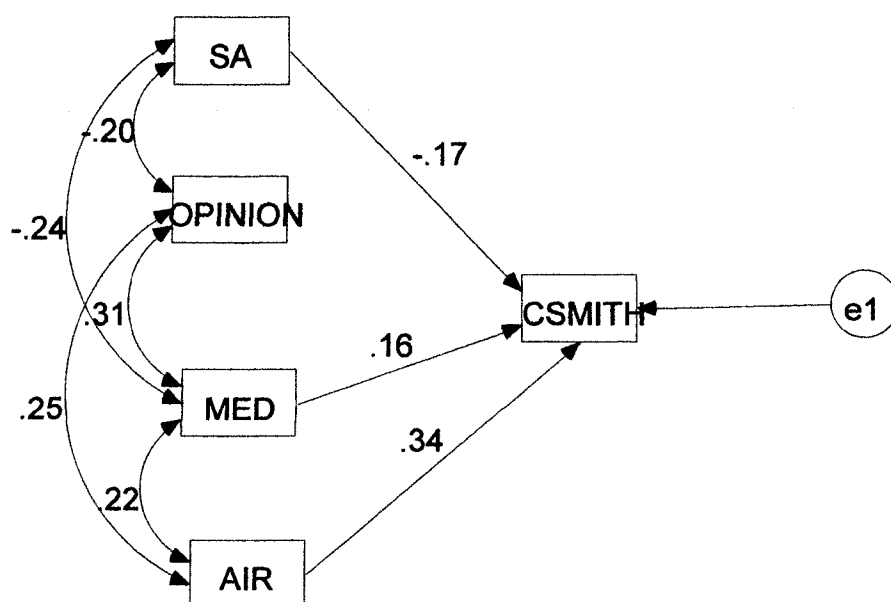 SA
-.20
-.17
OPINION
-.24
.31
CSMITH
e1
.16
MED
.25
.34
.22
AIR